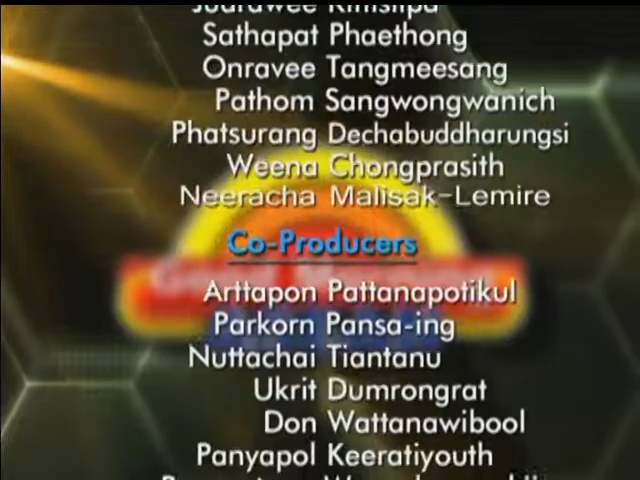 Sathapat Phaethong
Onravee Tangmeesang
Pathom Sangwongwanich
Phatsurang Dechabuddharungsi
Weena Chongprasith
Neeracha Malisak-Lemire
Co-Producers
Arttapon Pattanapotikul
Parkorn Pansa-ing
Nuttachai Tiantanu
Ukrit Dumrongrat
Don Wattanawibool
Panyapol Keeratiyouth